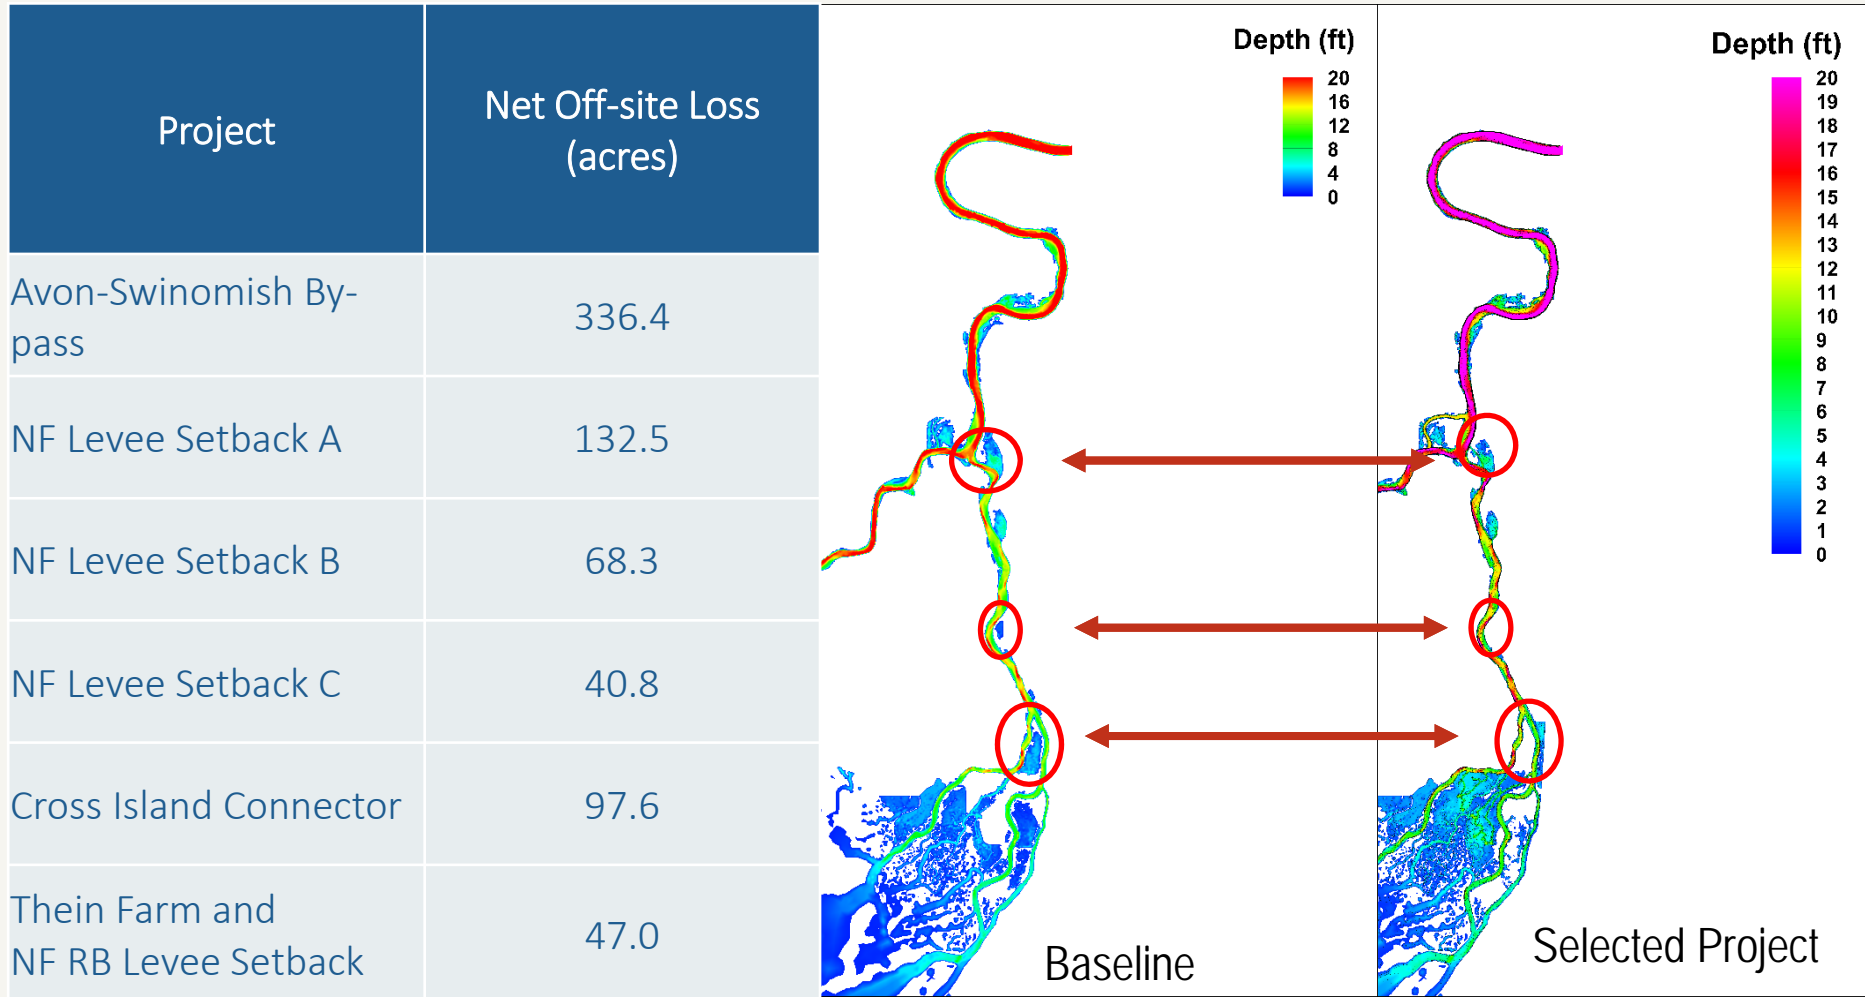 Project
Net Off-site Loss
(acres)
Avon-Swinomish By-
pass
336.4
NF Levee Setback A
132.5
NF Levee Setback B
68.3
NF Levee Setback C
40.8
Cross Island Connector
97.6
Thein Farm and
NF RB Levee Setback
47.0
Depth (ft)
20
16
12
8
4
0
Baseline
Depth (ft)
20
19
18
17
16
15
14
13
12
11
10
9
8
7
6
5
4
3
2
1
0
Selected Project